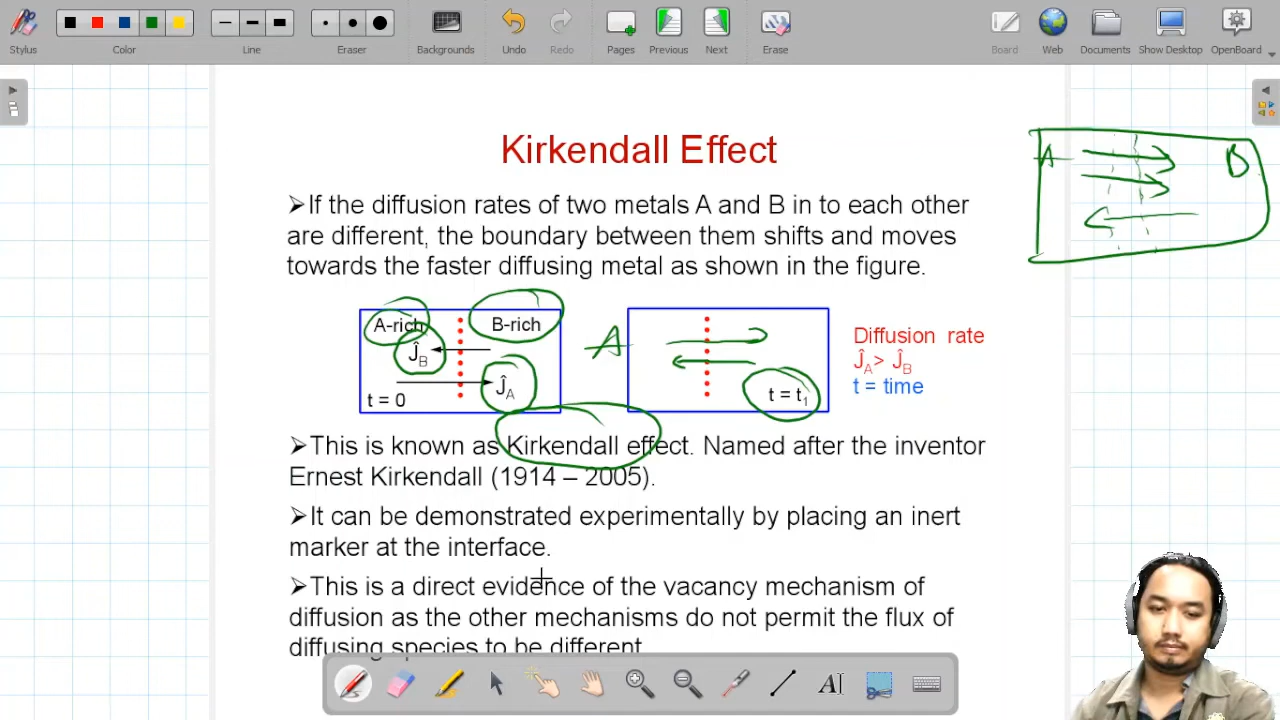 Stylus
Color
Line
Eraser
Backgrounds
Undo
Redo
Pages
Previous
Next
Erase
Board
Web
Documents
Show Desktop
OpenBoard
Kirkendall Effect
➢If the diffusion rates of two metals A and B in to each other
are different, the boundary between them shifts and moves
towards the faster diffusing metal as shown in the figure.
A B
A-rich B-rich
ĴB
ĴA
t = 0
A
t = t1
Diffusion rate
ĴA> ĴB
t = time
➢This is known as Kirkendall effect. Named after the inventor
Ernest Kirkendall (1914 – 2005).
➢It can be demonstrated experimentally by placing an inert
marker at the interface.
➢This is a direct evidence of the vacancy mechanism of
diffusion as the other mechanisms do not permit the flux of
diffusing species to be different.